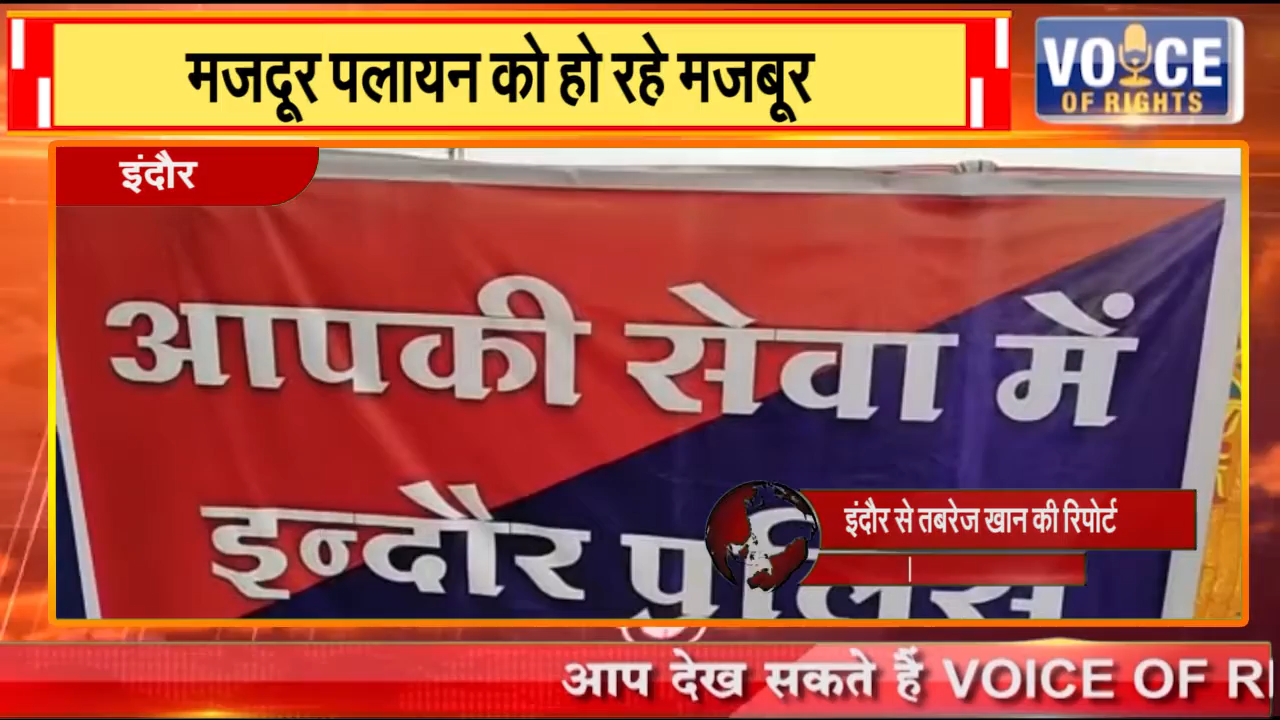 मजदूर पलायन को हो रहे मजबूर
VOICE
OF RIGHTS
इंदौर
आपकी सेवा में
इन्दौर पुलिस
इंदौर से तबरेज खान की रिपोर्ट
आप देख सकते हैं VOICE OF RI